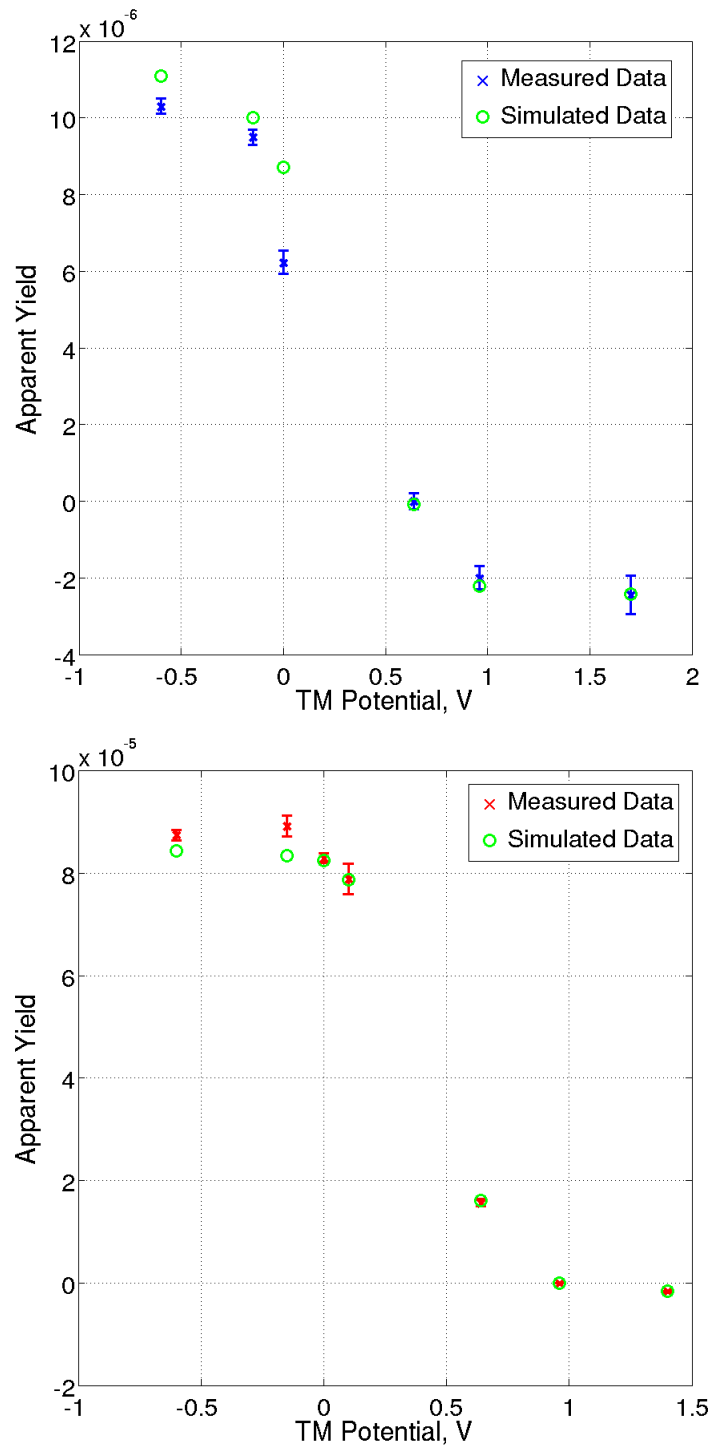 x 10^-6
12
10
8
6
4
2
0
-2
-4
-1 -0.5 0 0.5 1 1.5 2
Apparent Yield
TM Potential, V
Measured Data
Simulated Data
x 10^-5
10
8
6
4
2
0
-2
-1 -0.5 0 0.5 1 1.5
Apparent Yield
TM Potential, V
Measured Data
Simulated Data